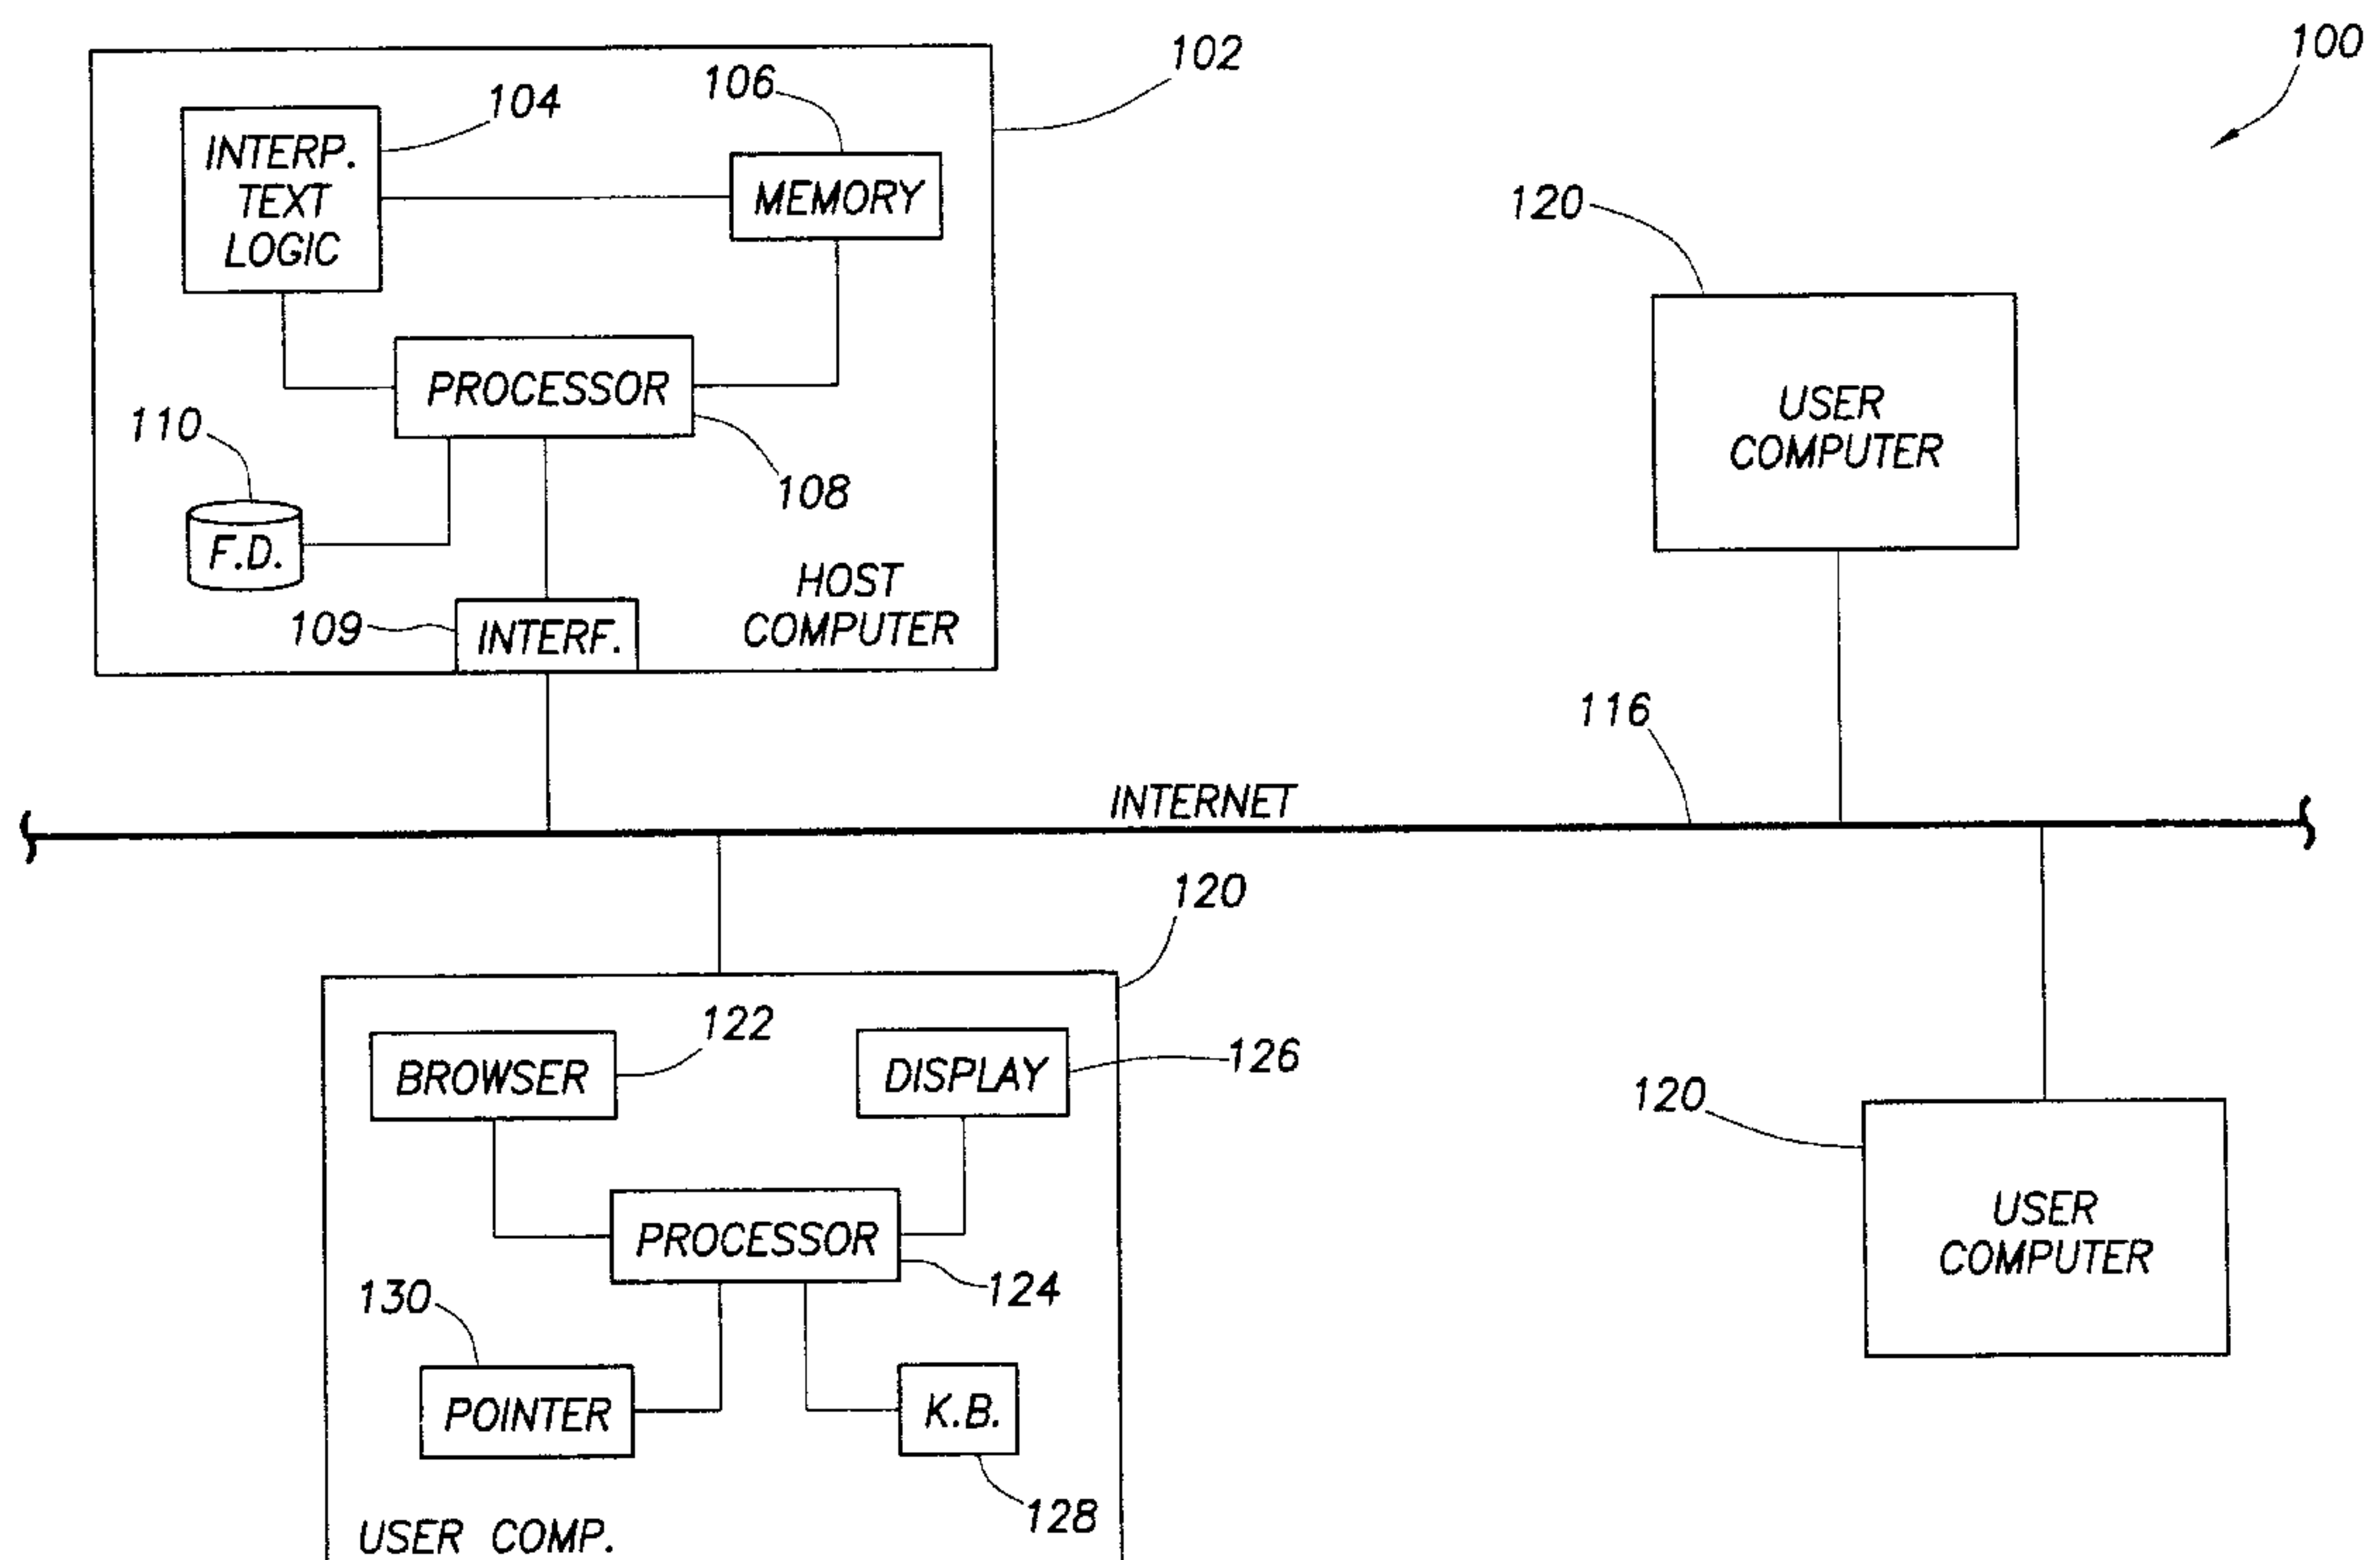 100
102
104
106
INTERP.
TEXT
LOGIC
MEMORY
120
PROCESSOR
USER
COMPUTER
110
108
F.D.
HOST
COMPUTER
109
INTERF.
116
INTERNET
120
122
BROWSER
DISPLAY
126
120
PROCESSOR
USER
COMPUTER
124
130
POINTER
K.B.
128
USER COMP.